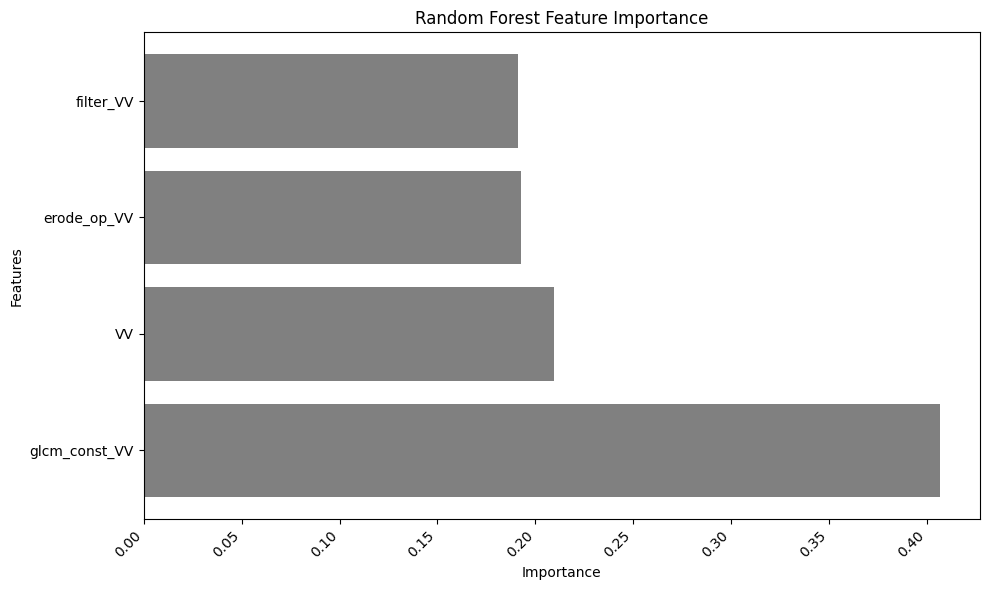 Random Forest Feature Importance
filter_VV
erode_op_VV
VV
glcm_const_VV
Features
0.00
0.05
0.10
0.15
0.20
0.25
0.30
0.35
0.40
Importance